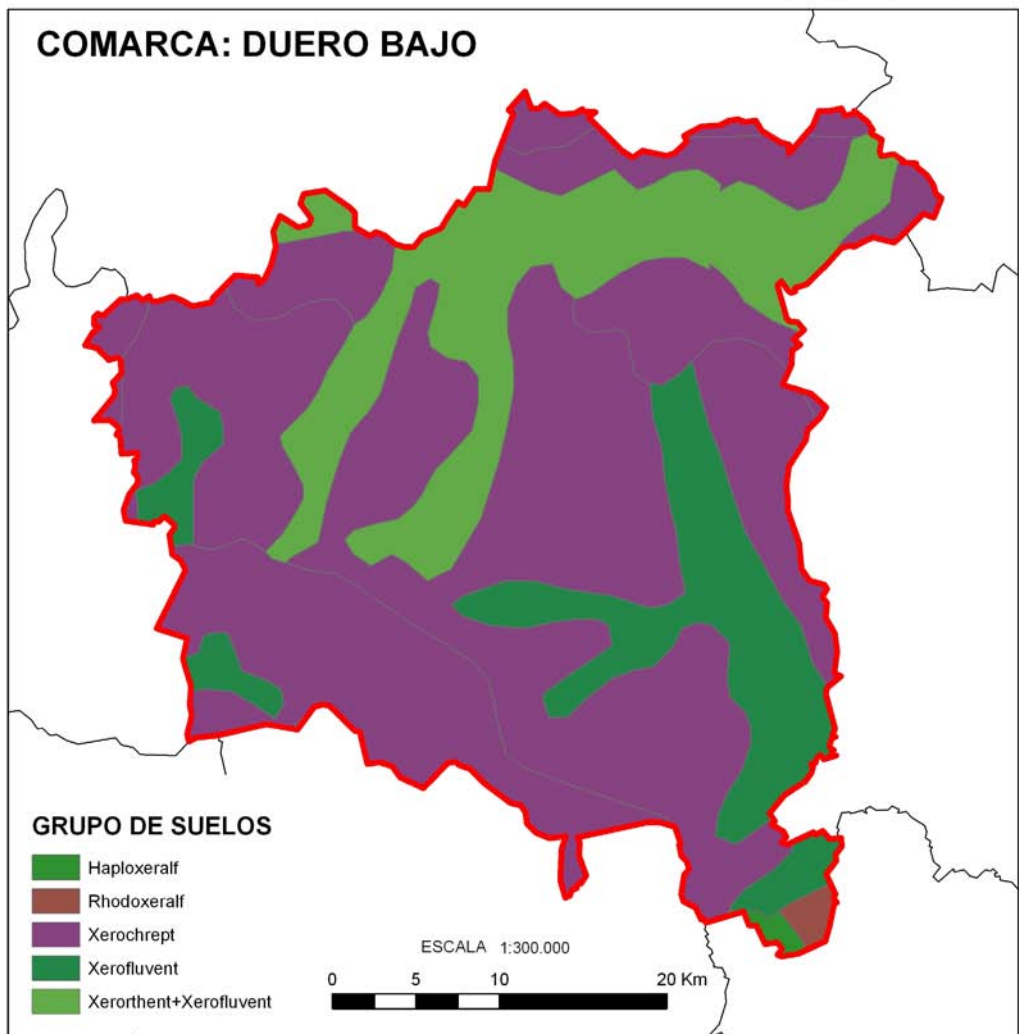 COMARCA: DUERO BAJO
GRUPO DE SUELOS
Haploxeralf
Rhodoxeralf
Xerochrept
Xerofluvent
Xerorthent+Xerofluvent
ESCALA 1:300.000
0 5 10 20 Km